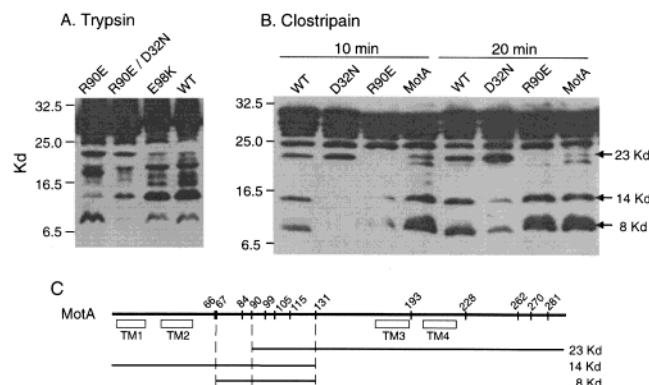 A. Trypsin
B. Clostripain
10 min
20 min
R90E
R90E / D32N
E98K
WT
WT
D32N
R90E
MotA
WT
D32N
R90E
MotA
Kd
32.5
25.0
16.5
6.5
32.5
25.0
16.5
6.5
23 Kd
14 Kd
8 Kd
C
MotA
66
67
84
90
99
105
115
131
193
228
262
270
281
TM1
TM2
TM3
TM4
23 Kd
14 Kd
8 Kd